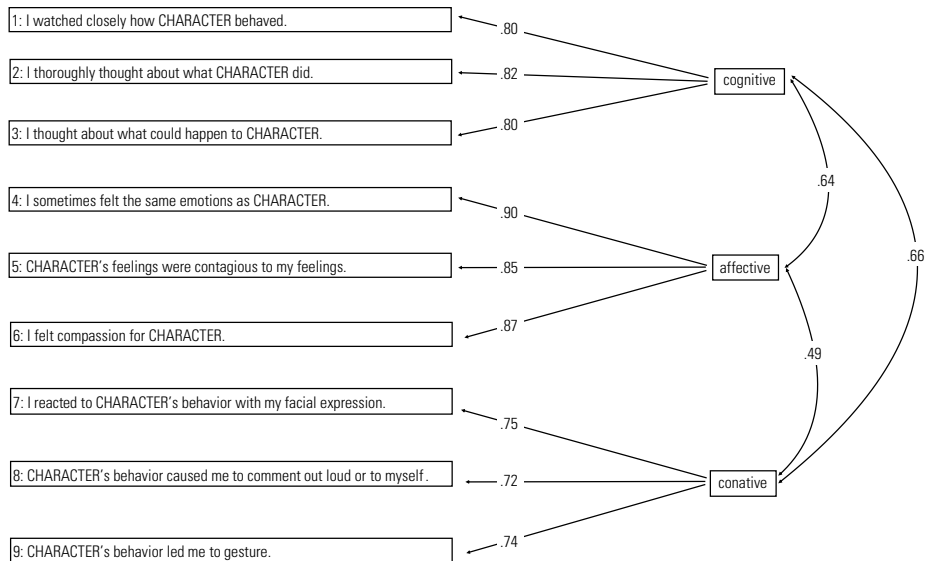 1: I watched closely how CHARACTER behaved.
.80
2: I thoroughly thought about what CHARACTER did.
.82
cognitive
3: I thought about what could happen to CHARACTER.
.80
.64
4: I sometimes felt the same emotions as CHARACTER.
.90
.66
5: CHARACTER's feelings were contagious to my feelings.
.85
affective
6: I felt compassion for CHARACTER.
.87
.49
7: I reacted to CHARACTER's behavior with my facial expression.
.75
8: CHARACTER's behavior caused me to comment out loud or to myself.
.72
conative
9: CHARACTER's behavior led me to gesture.
.74